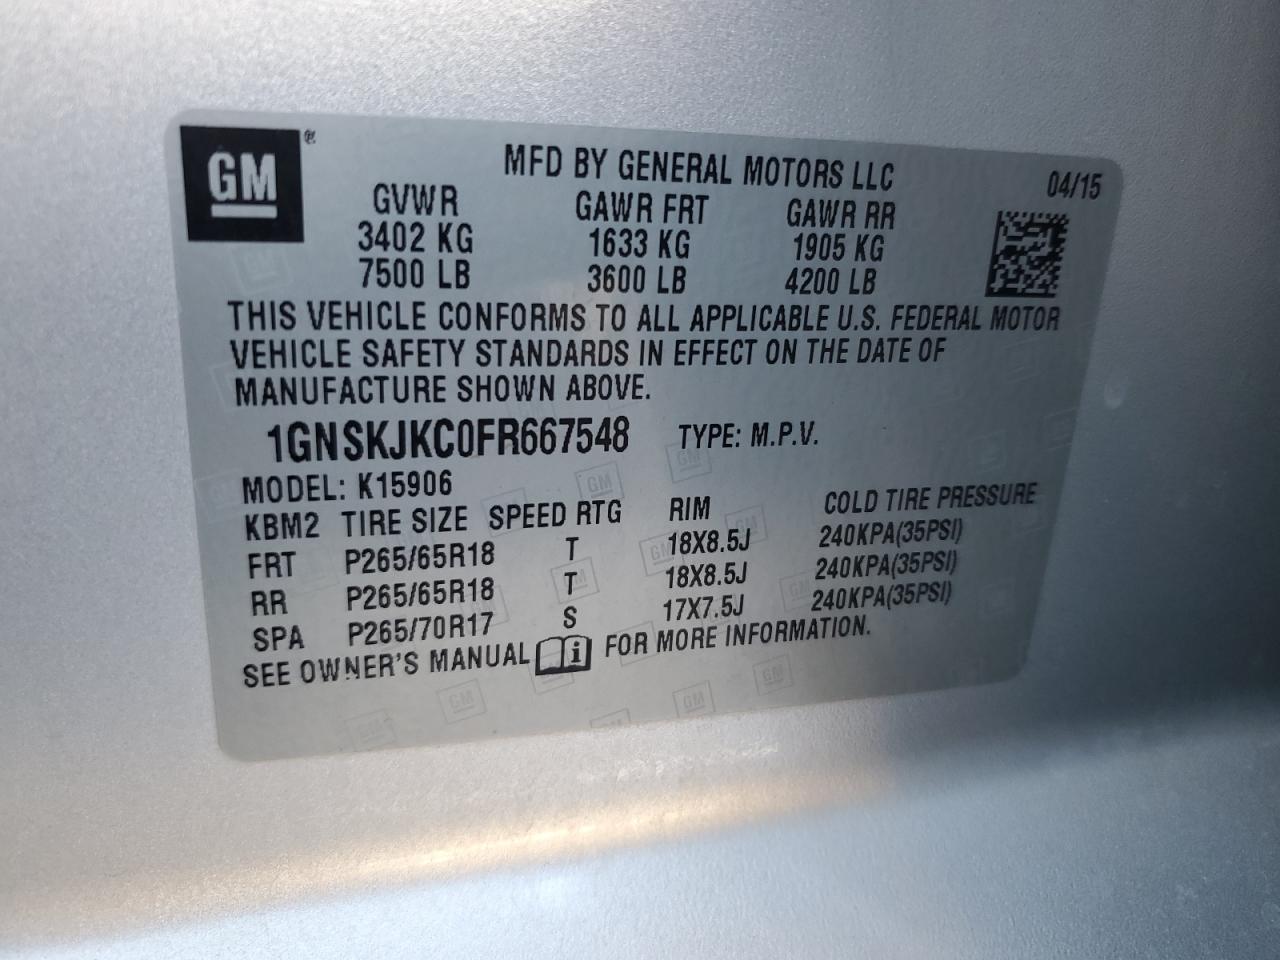 GM ®
MFD BY GENERAL MOTORS LLC 04/15
GVWR GAWR FRT GAWR RR
3402 KG 1633 KG 1905 KG
7500 LB 3600 LB 4200 LB
THIS VEHICLE CONFORMS TO ALL APPLICABLE U.S. FEDERAL MOTOR
VEHICLE SAFETY STANDARDS IN EFFECT ON THE DATE OF
MANUFACTURE SHOWN ABOVE.
1GNSKJKC0FR667548 TYPE: M.P.V.
MODEL: K15906
KBM2 TIRE SIZE SPEED RTG RIM COLD TIRE PRESSURE
FRT P265/65R18 T 18X8.5J 240KPA(35PSI)
RR P265/65R18 T 18X8.5J 240KPA(35PSI)
SPA P265/70R17 S 17X7.5J 240KPA(35PSI)
SEE OWNER'S MANUAL i FOR MORE INFORMATION.